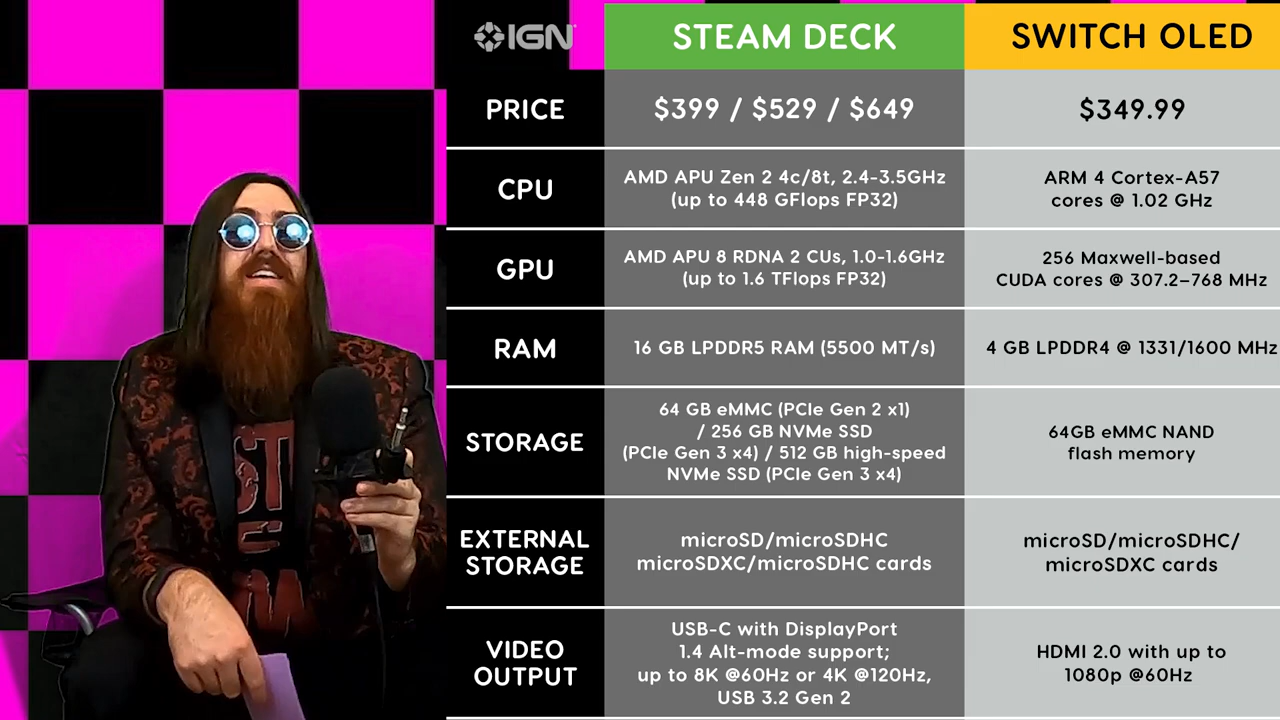 IGN
STEAM DECK
SWITCH OLED
PRICE
$399 / $529 / $649
$349.99
CPU
AMD APU Zen 2 4c/8t, 2.4-3.5GHz
(up to 448 GFlops FP32)
ARM 4 Cortex-A57
cores @ 1.02 GHz
GPU
AMD APU 8 RDNA 2 CUs, 1.0-1.6GHz
(up to 1.6 TFlops FP32)
256 Maxwell-based
CUDA cores @ 307.2–768 MHz
RAM
16 GB LPDDR5 RAM (5500 MT/s)
4 GB LPDDR4 @ 1331/1600 MHz
STORAGE
64 GB eMMC (PCIe Gen 2 x1)
/ 256 GB NVMe SSD
(PCIe Gen 3 x4) / 512 GB high-speed
NVMe SSD (PCIe Gen 3 x4)
64GB eMMC NAND
flash memory
EXTERNAL
STORAGE
microSD/microSDHC
microSDXC/microSDHC cards
microSD/microSDHC/
microSDXC cards
VIDEO
OUTPUT
USB-C with DisplayPort
1.4 Alt-mode support;
up to 8K @60Hz or 4K @120Hz,
USB 3.2 Gen 2
HDMI 2.0 with up to
1080p @60Hz